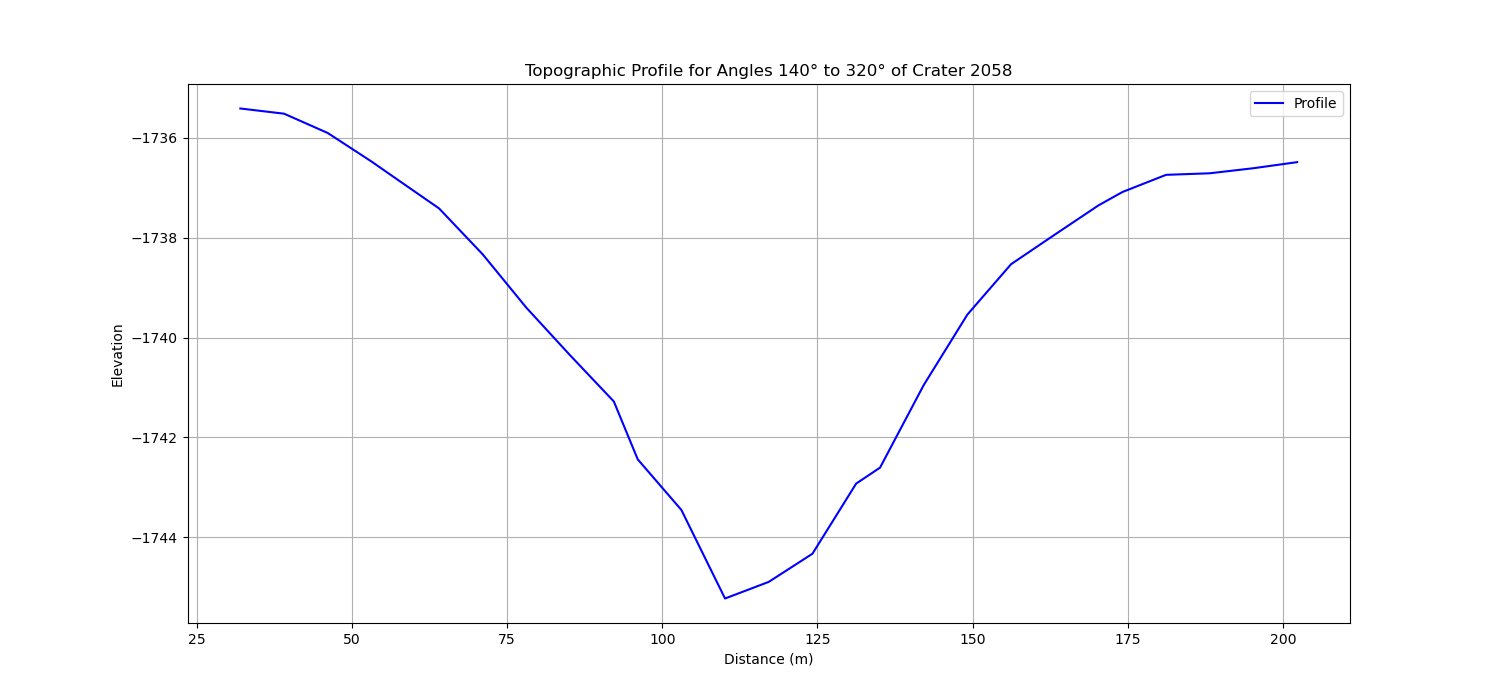 Topographic Profile for Angles 140° to 320° of Crater 2058
Profile
−1736
−1738
−1740
−1742
−1744
Elevation
25 50 75 100 125 150 175 200
Distance (m)